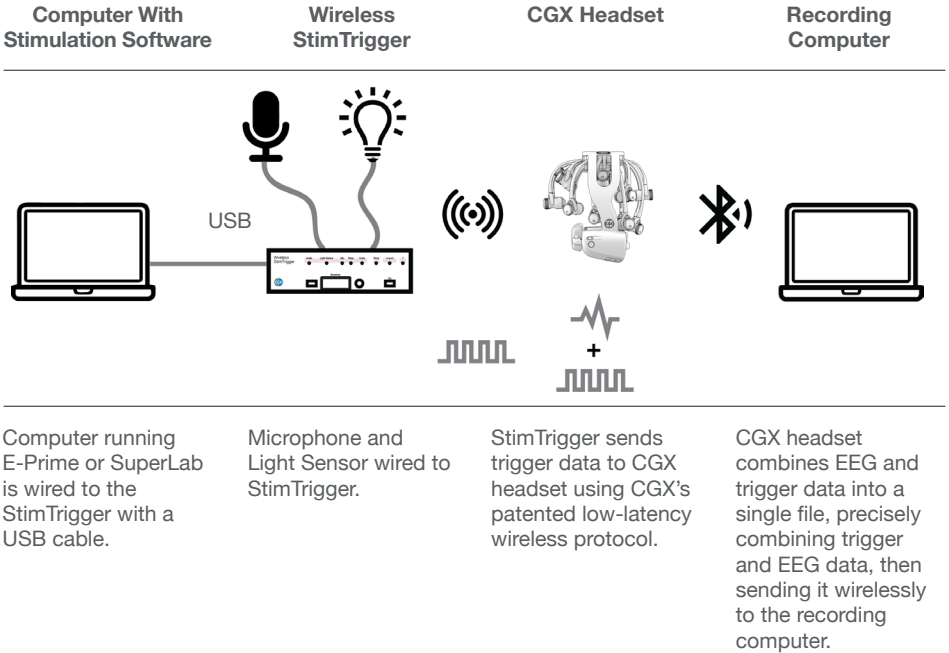 Computer With
Stimulation Software
Wireless
StimTrigger
CGX Headset
Recording
Computer
USB
Wireless
StimTrigger
+
Computer running
E-Prime or SuperLab
is wired to the
StimTrigger with a
USB cable.
Microphone and
Light Sensor wired to
StimTrigger.
StimTrigger sends
trigger data to CGX
headset using CGX’s
patented low-latency
wireless protocol.
CGX headset
combines EEG and
trigger data into a
single file, precisely
combining trigger
and EEG data, then
sending it wirelessly
to the recording
computer.